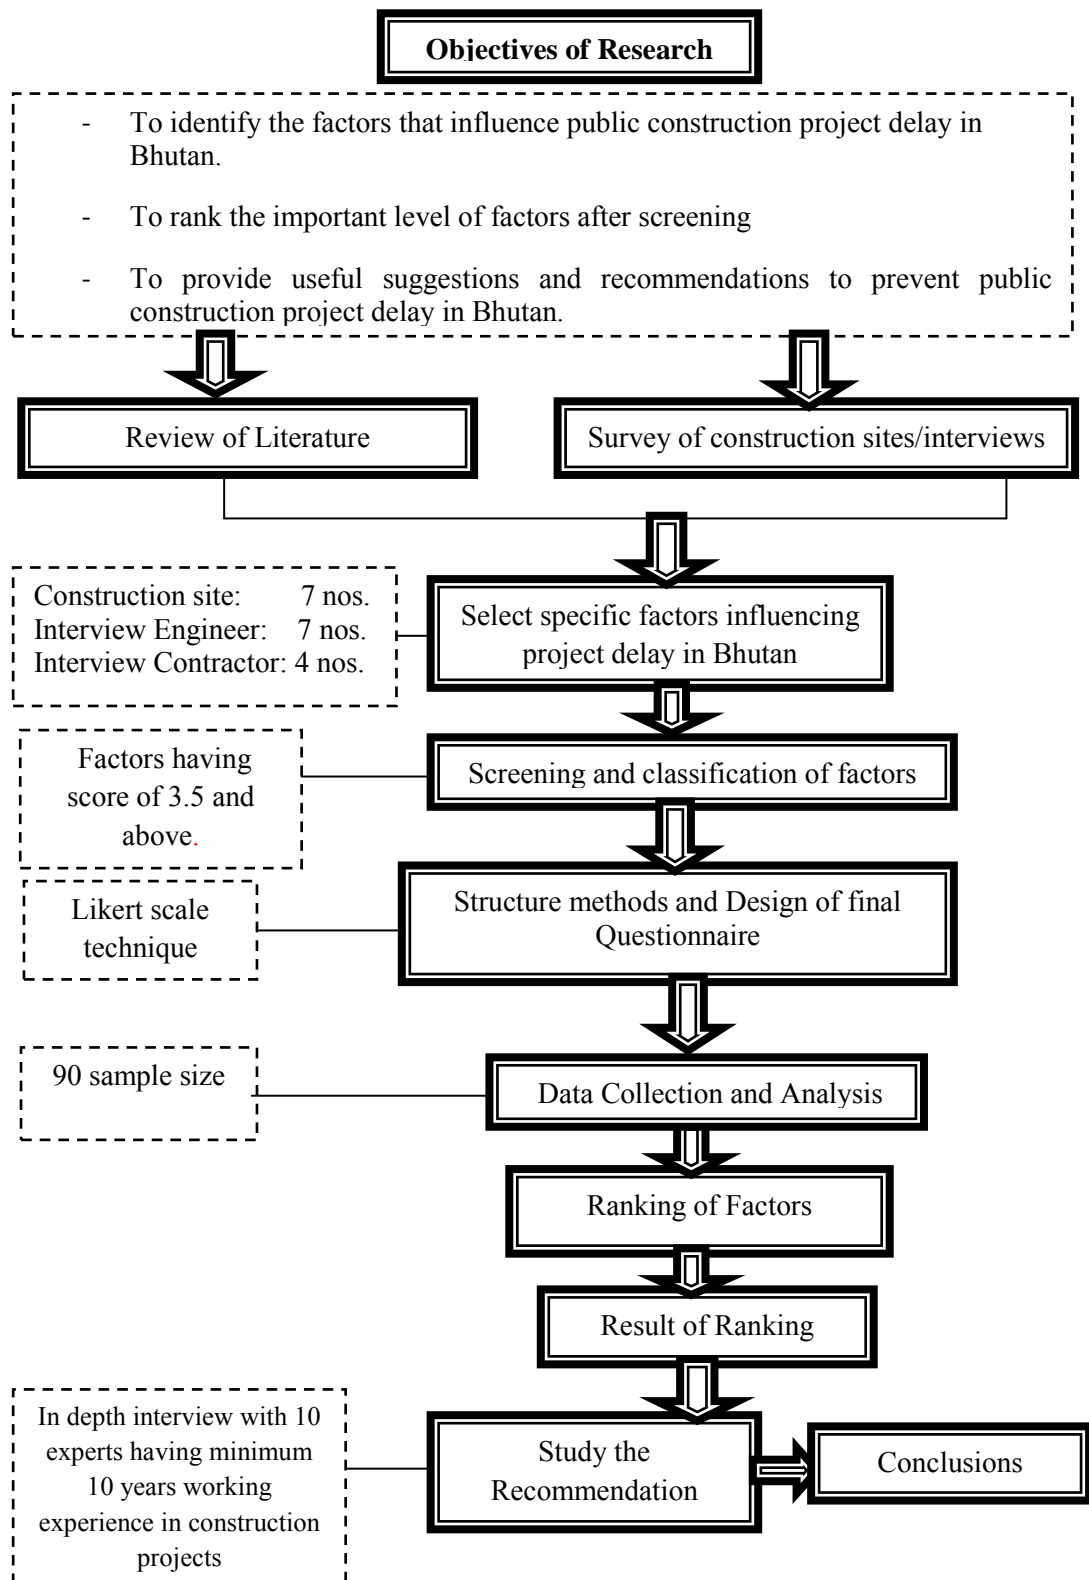 Objectives of Research
- To identify the factors that influence public construction project delay in
Bhutan.
- To rank the important level of factors after screening
- To provide useful suggestions and recommendations to prevent public
construction project delay in Bhutan.
Review of Literature
Survey of construction sites/interviews
Construction site: 7 nos.
Interview Engineer: 7 nos.
Interview Contractor: 4 nos.
Select specific factors influencing
project delay in Bhutan
Factors having
score of 3.5 and
above.
Screening and classification of factors
Likert scale
technique
Structure methods and Design of final
Questionnaire
90 sample size
Data Collection and Analysis
Ranking of Factors
Result of Ranking
In depth interview with 10
experts having minimum
10 years working
experience in construction
projects
Study the
Recommendation
Conclusions